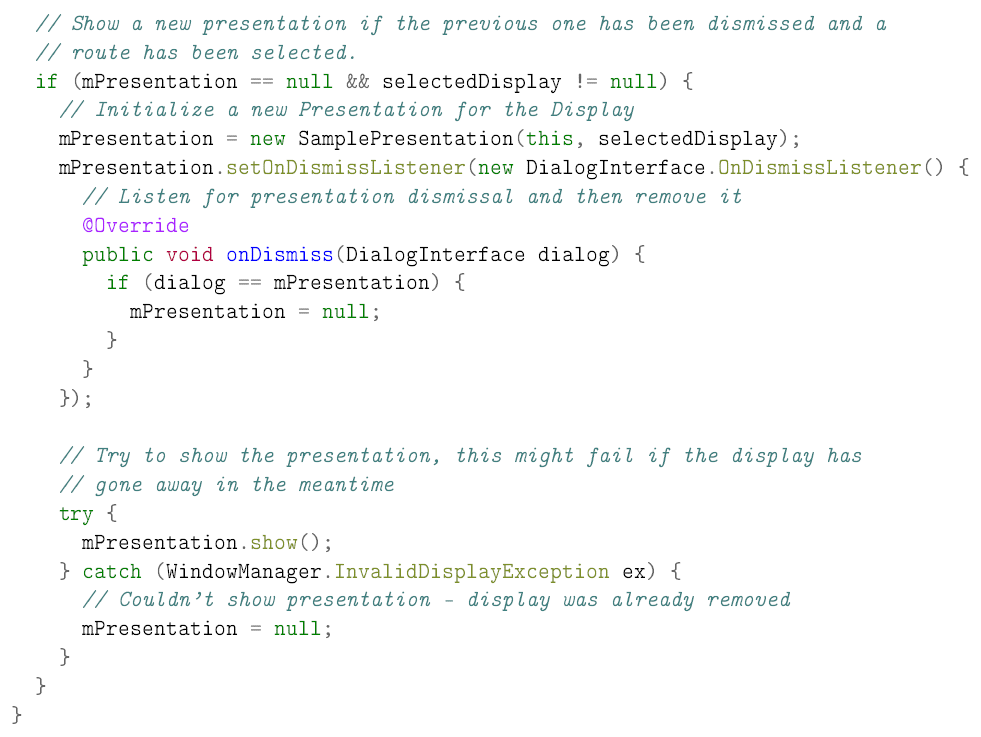 // Show a new presentation if the previous one has been dismissed and a
// route has been selected.
if (mPresentation == null && selectedDisplay != null) {
// Initialize a new Presentation for the Display
mPresentation = new SamplePresentation(this, selectedDisplay);
mPresentation.setOnDismissListener(new DialogInterface.OnDismissListener() {
// Listen for presentation dismissal and then remove it
@Override
public void onDismiss(DialogInterface dialog) {
if (dialog == mPresentation) {
mPresentation = null;
}
}
});
// Try to show the presentation, this might fail if the display has
// gone away in the meantime
try {
mPresentation.show();
} catch (WindowManager.InvalidDisplayException ex) {
// Couldn't show presentation - display was already removed
mPresentation = null;
}
}
}